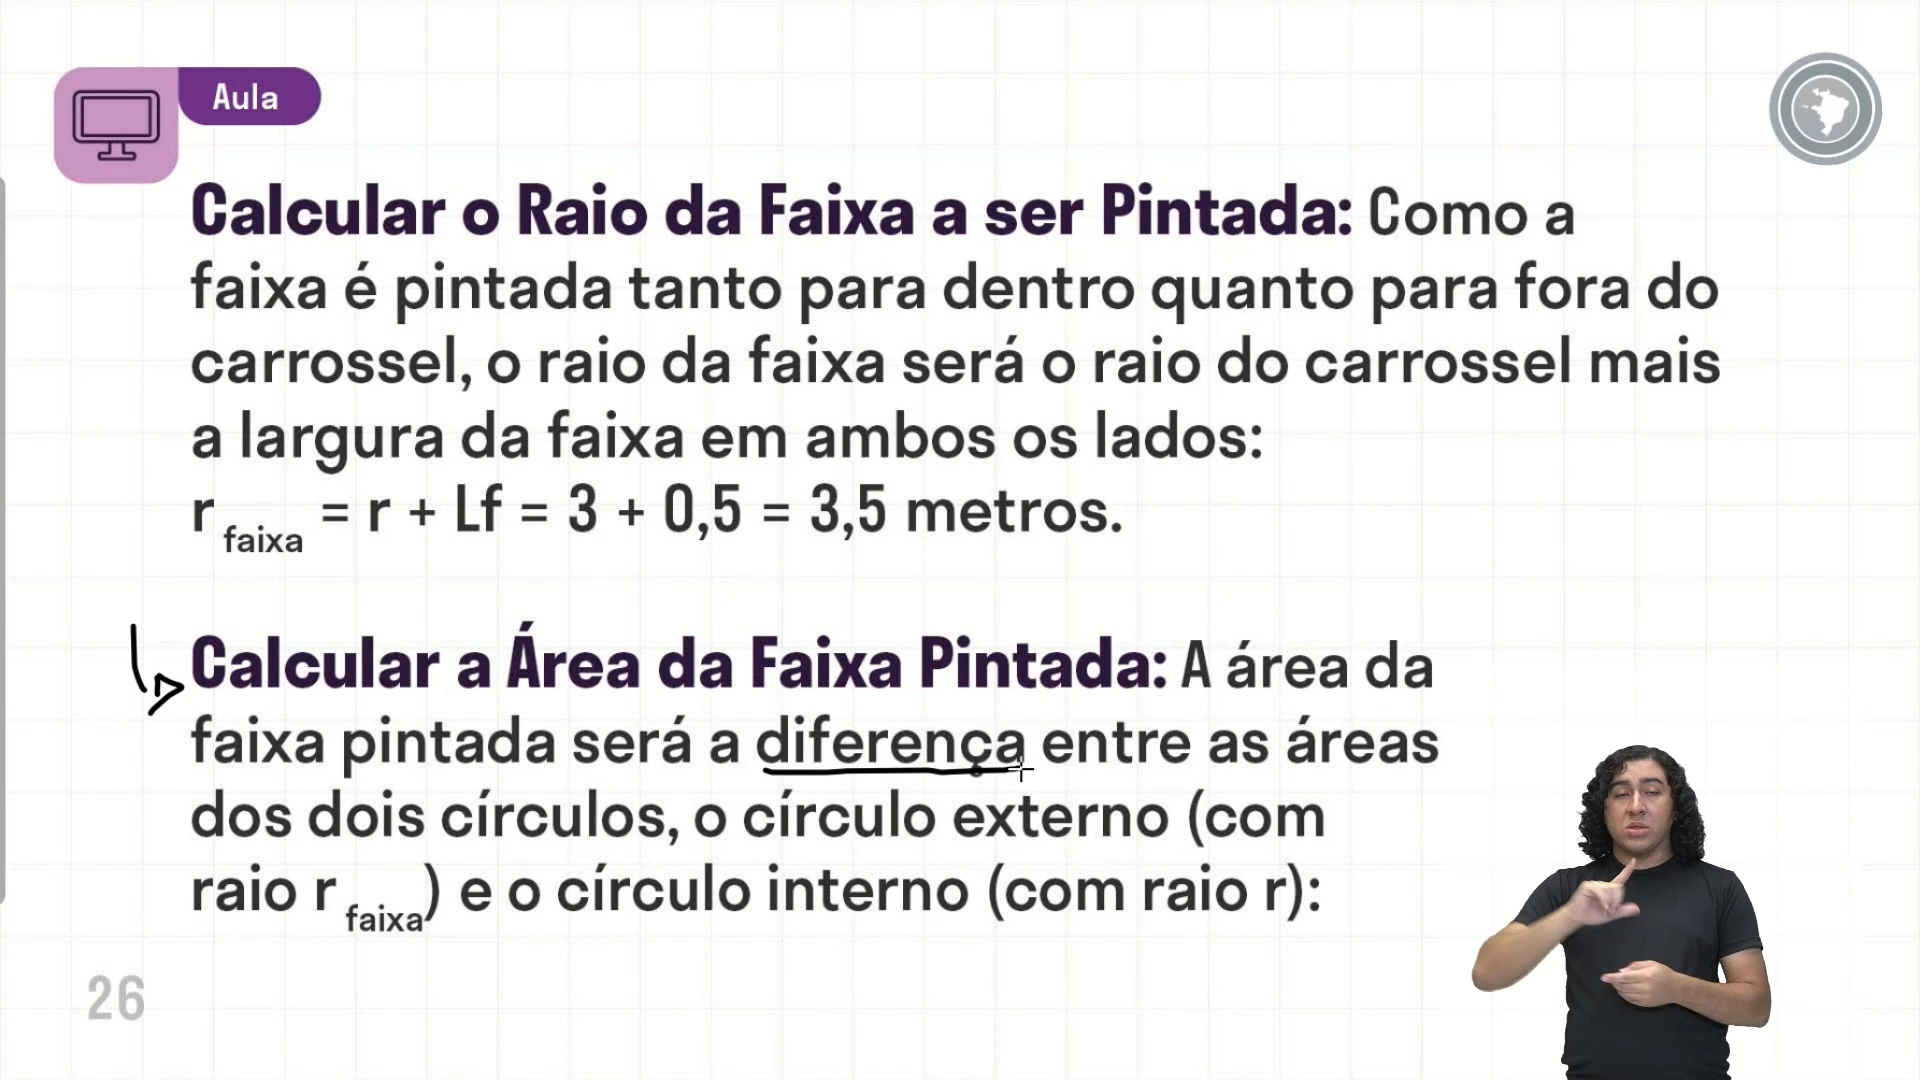 Aula
Calcular o Raio da Faixa a ser Pintada: Como a
faixa é pintada tanto para dentro quanto para fora do
carrossel, o raio da faixa será o raio do carrossel mais
a largura da faixa em ambos os lados:
r faixa = r + Lf = 3 + 0,5 = 3,5 metros.
Calcular a Área da Faixa Pintada: A área da
faixa pintada será a diferença entre as áreas
dos dois círculos, o círculo externo (com
raio r faixa) e o círculo interno (com raio r):
26